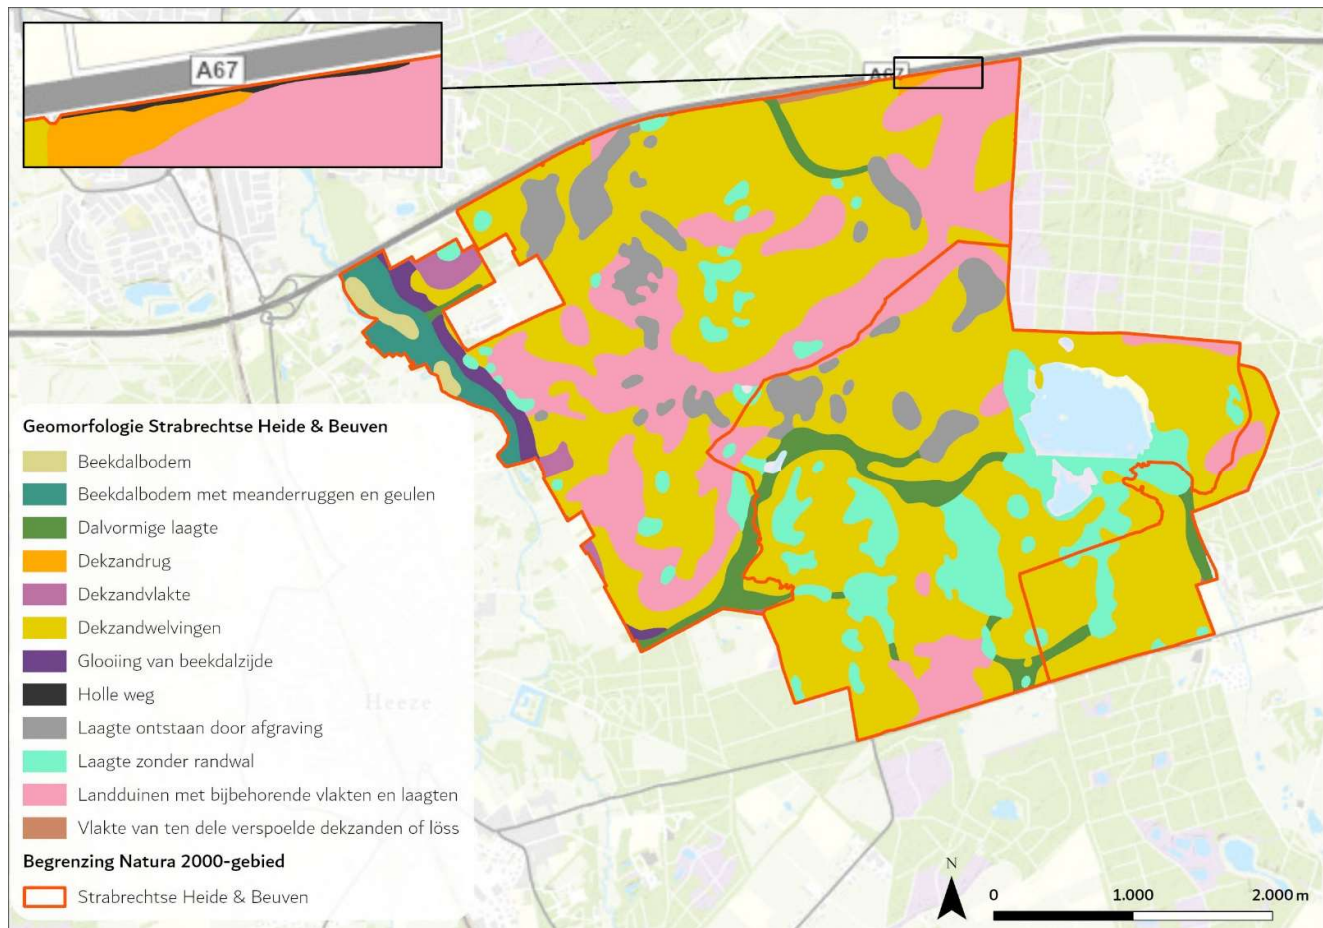 A67
A67
Geomorfologie Strabrechtse Heide & Beuven
Beekdalbodem
Beekdalbodem met meanderruggen en geulen
Dalvormige laagte
Dekzandrug
Dekzandvlakte
Dekzandwelvingen
Glooiing van beekdalzijde
Holle weg
Laagte ontstaan door afgraving
Laagte zonder randwal
Landduinen met bijbehorende vlakten en laagten
Vlakte van ten dele verspoelde dekzanden of löss
Begrenzing Natura 2000-gebied
Strabrechtse Heide & Beuven
Heeze
N
0 1.000 2.000 m